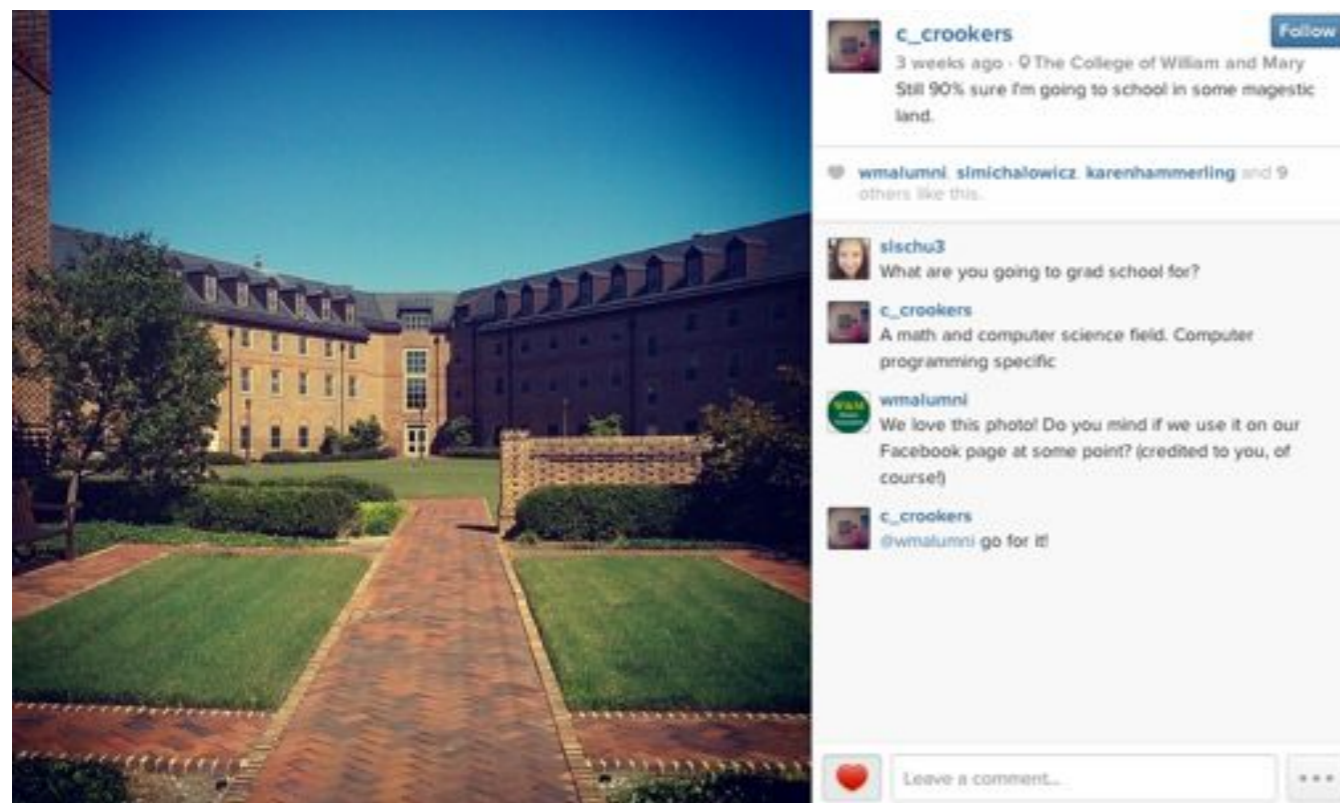 c_crookers
Follow
3 weeks ago · The College of William and Mary
Still 90% sure I'm going to school in some magestic
land.
wmalumni, slmichalowicz, karenhammerling and 9
others like this.
slschu3
What are you going to grad school for?
c_crookers
A math and computer science field. Computer
programming specific
wmalumni
We love this photo! Do you mind if we use it on our
Facebook page at some point? (credited to you, of
course!)
c_crookers
@wmalumni go for it!
Leave a comment...